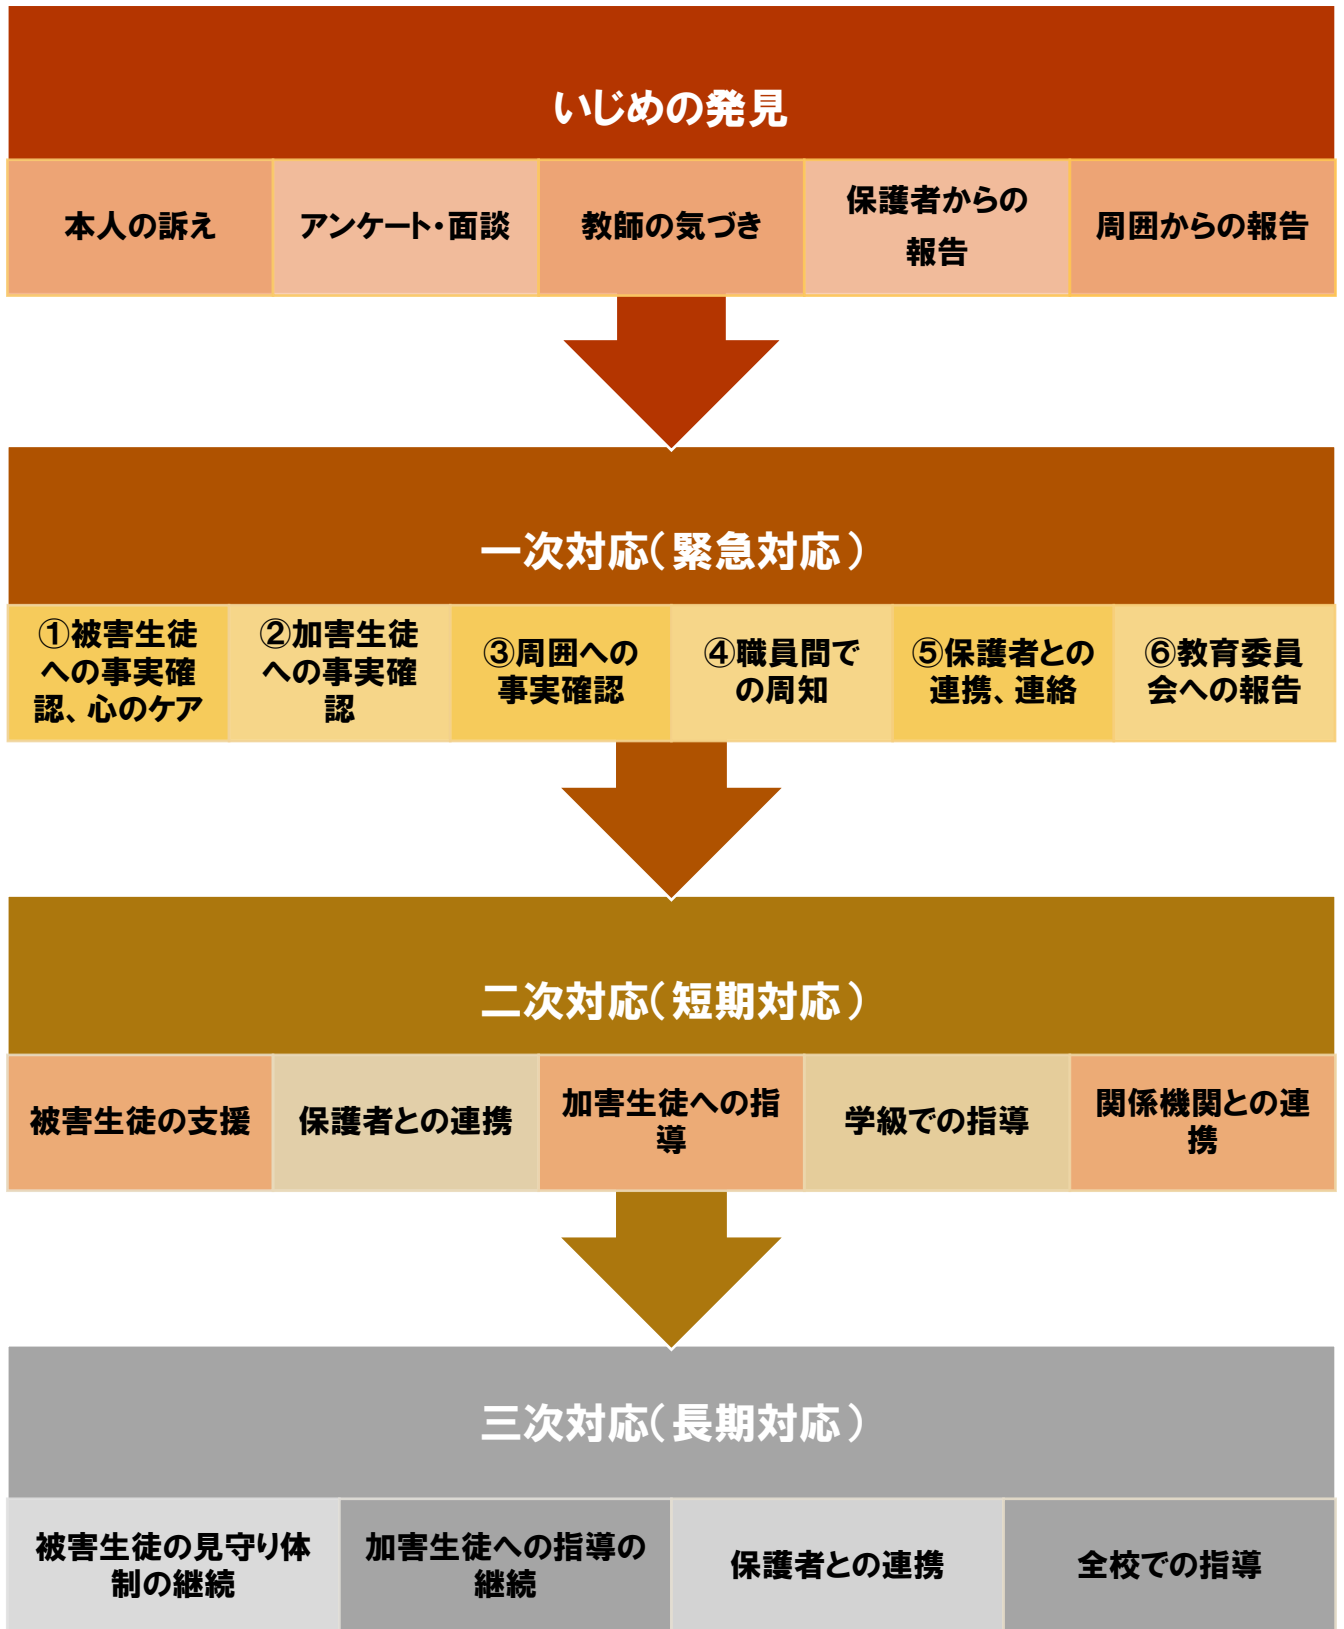 いじめの発見
本人の訴え
アンケート・面談
教師の気づき
保護者からの
報告
周囲からの報告
一次対応（緊急対応）
①被害生徒
への事実確
認、心のケア
②加害生徒
への事実確
認
③周囲への
事実確認
④職員間で
の周知
⑤保護者との
連携、連絡
⑥教育委員
会への報告
二次対応（短期対応）
被害生徒の支援
保護者との連携
加害生徒への指
導
学級での指導
関係機関との連
携
三次対応（長期対応）
被害生徒の見守り体
制の継続
加害生徒への指導の
継続
保護者との連携
全校での指導